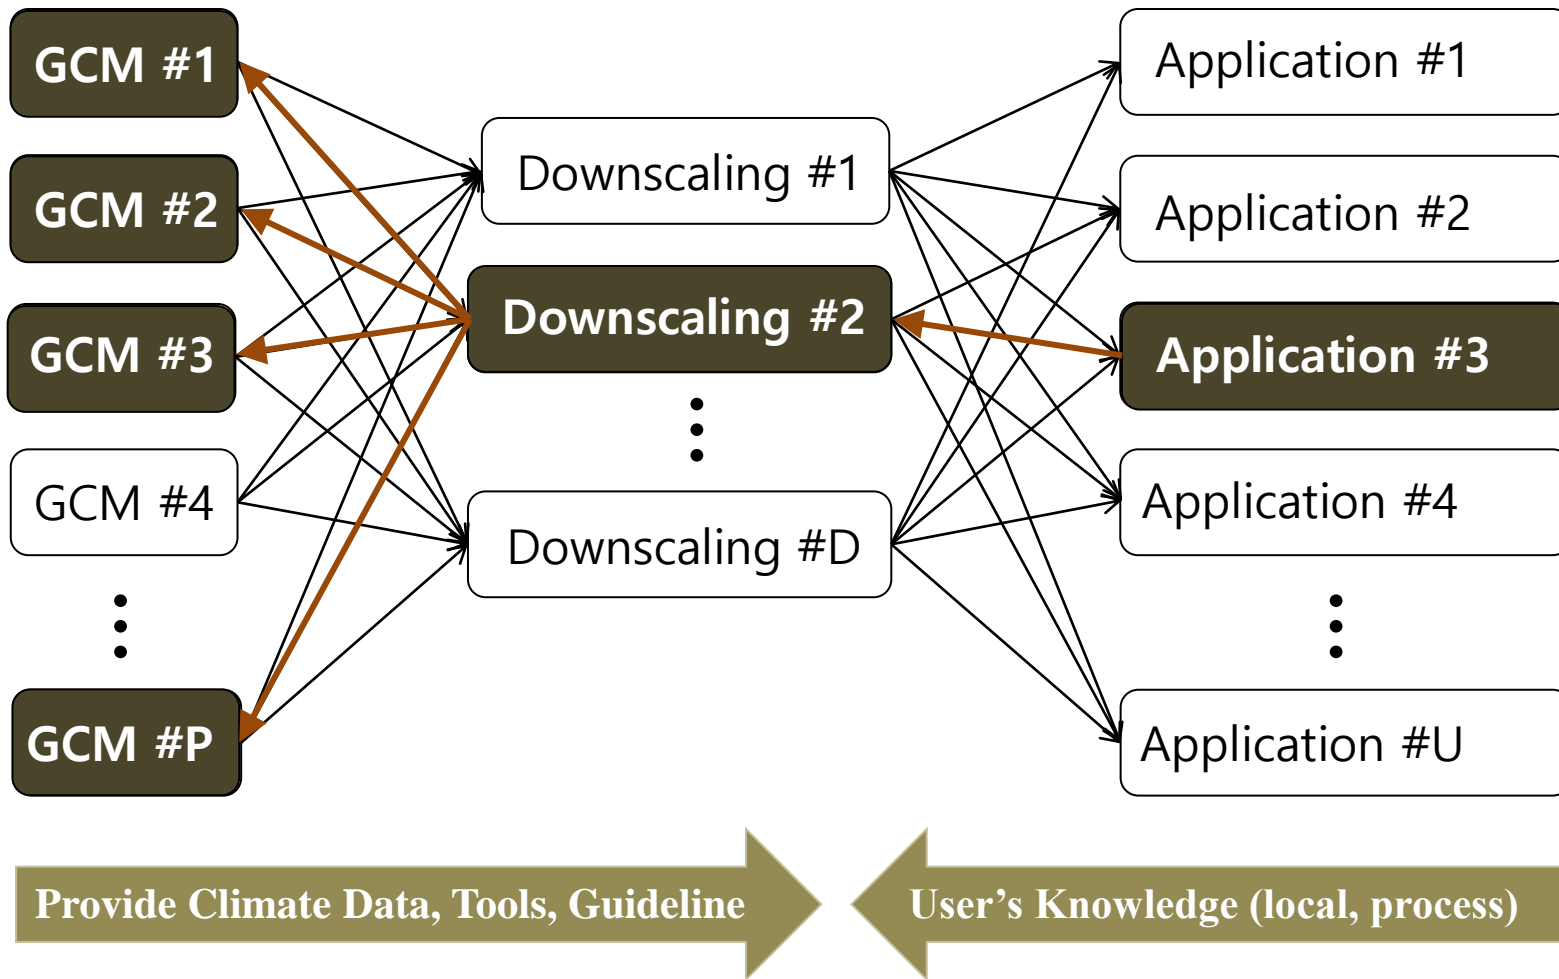 GCM #1
GCM #2
GCM #3
GCM #4
GCM #P
Downscaling #1
Downscaling #2
Downscaling #D
Application #1
Application #2
Application #3
Application #4
Application #U
Provide Climate Data, Tools, Guideline
User’s Knowledge (local, process)